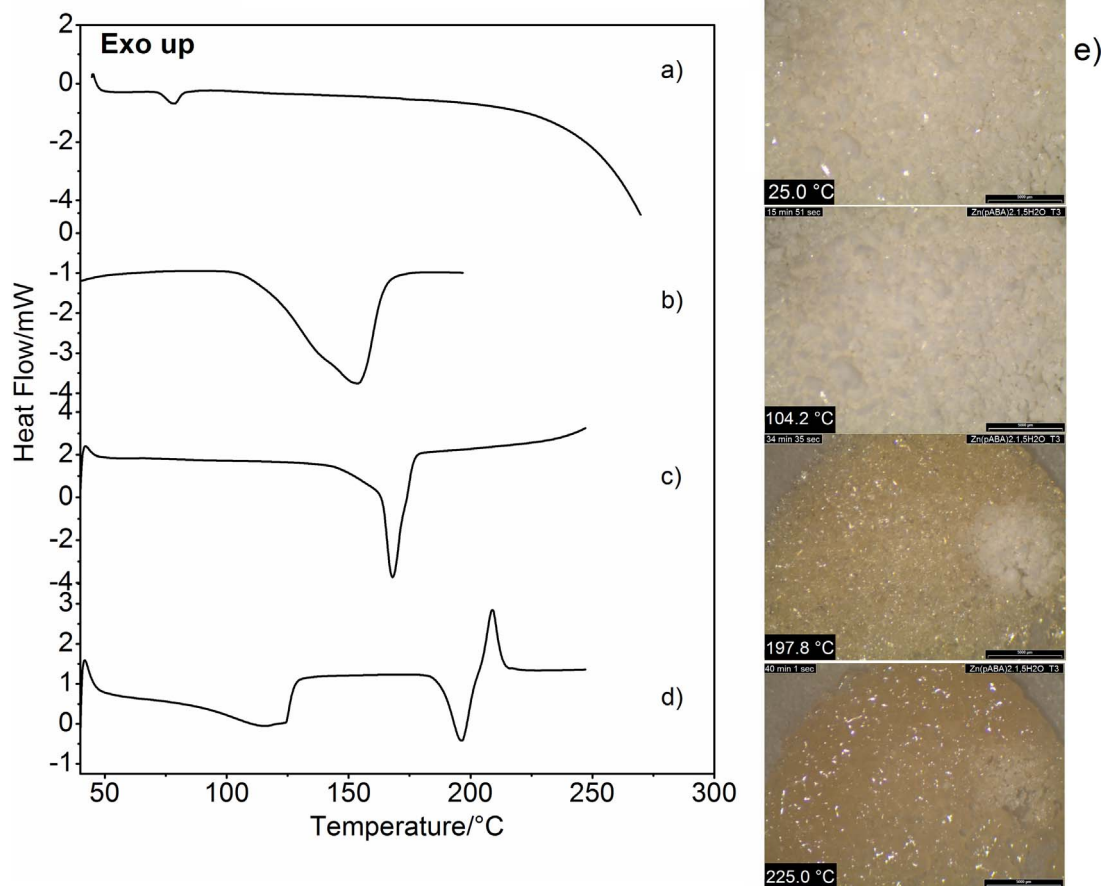 Exo up
2
0
-2
-4
a)
0
-1
-2
-3
-4
b)
4
2
0
-2
-4
c)
3
2
1
0
-1
d)
Heat Flow/mW
50
100
150
200
250
300
Temperature/°C
e)
25.0 °C
15 min 51 sec
Zn(pABA)2.1,5H2O_T3
104.2 °C
34 min 35 sec
Zn(pABA)2.1,5H2O_T3
197.8 °C
40 min 1 sec
Zn(pABA)2.1,5H2O_T3
225.0 °C